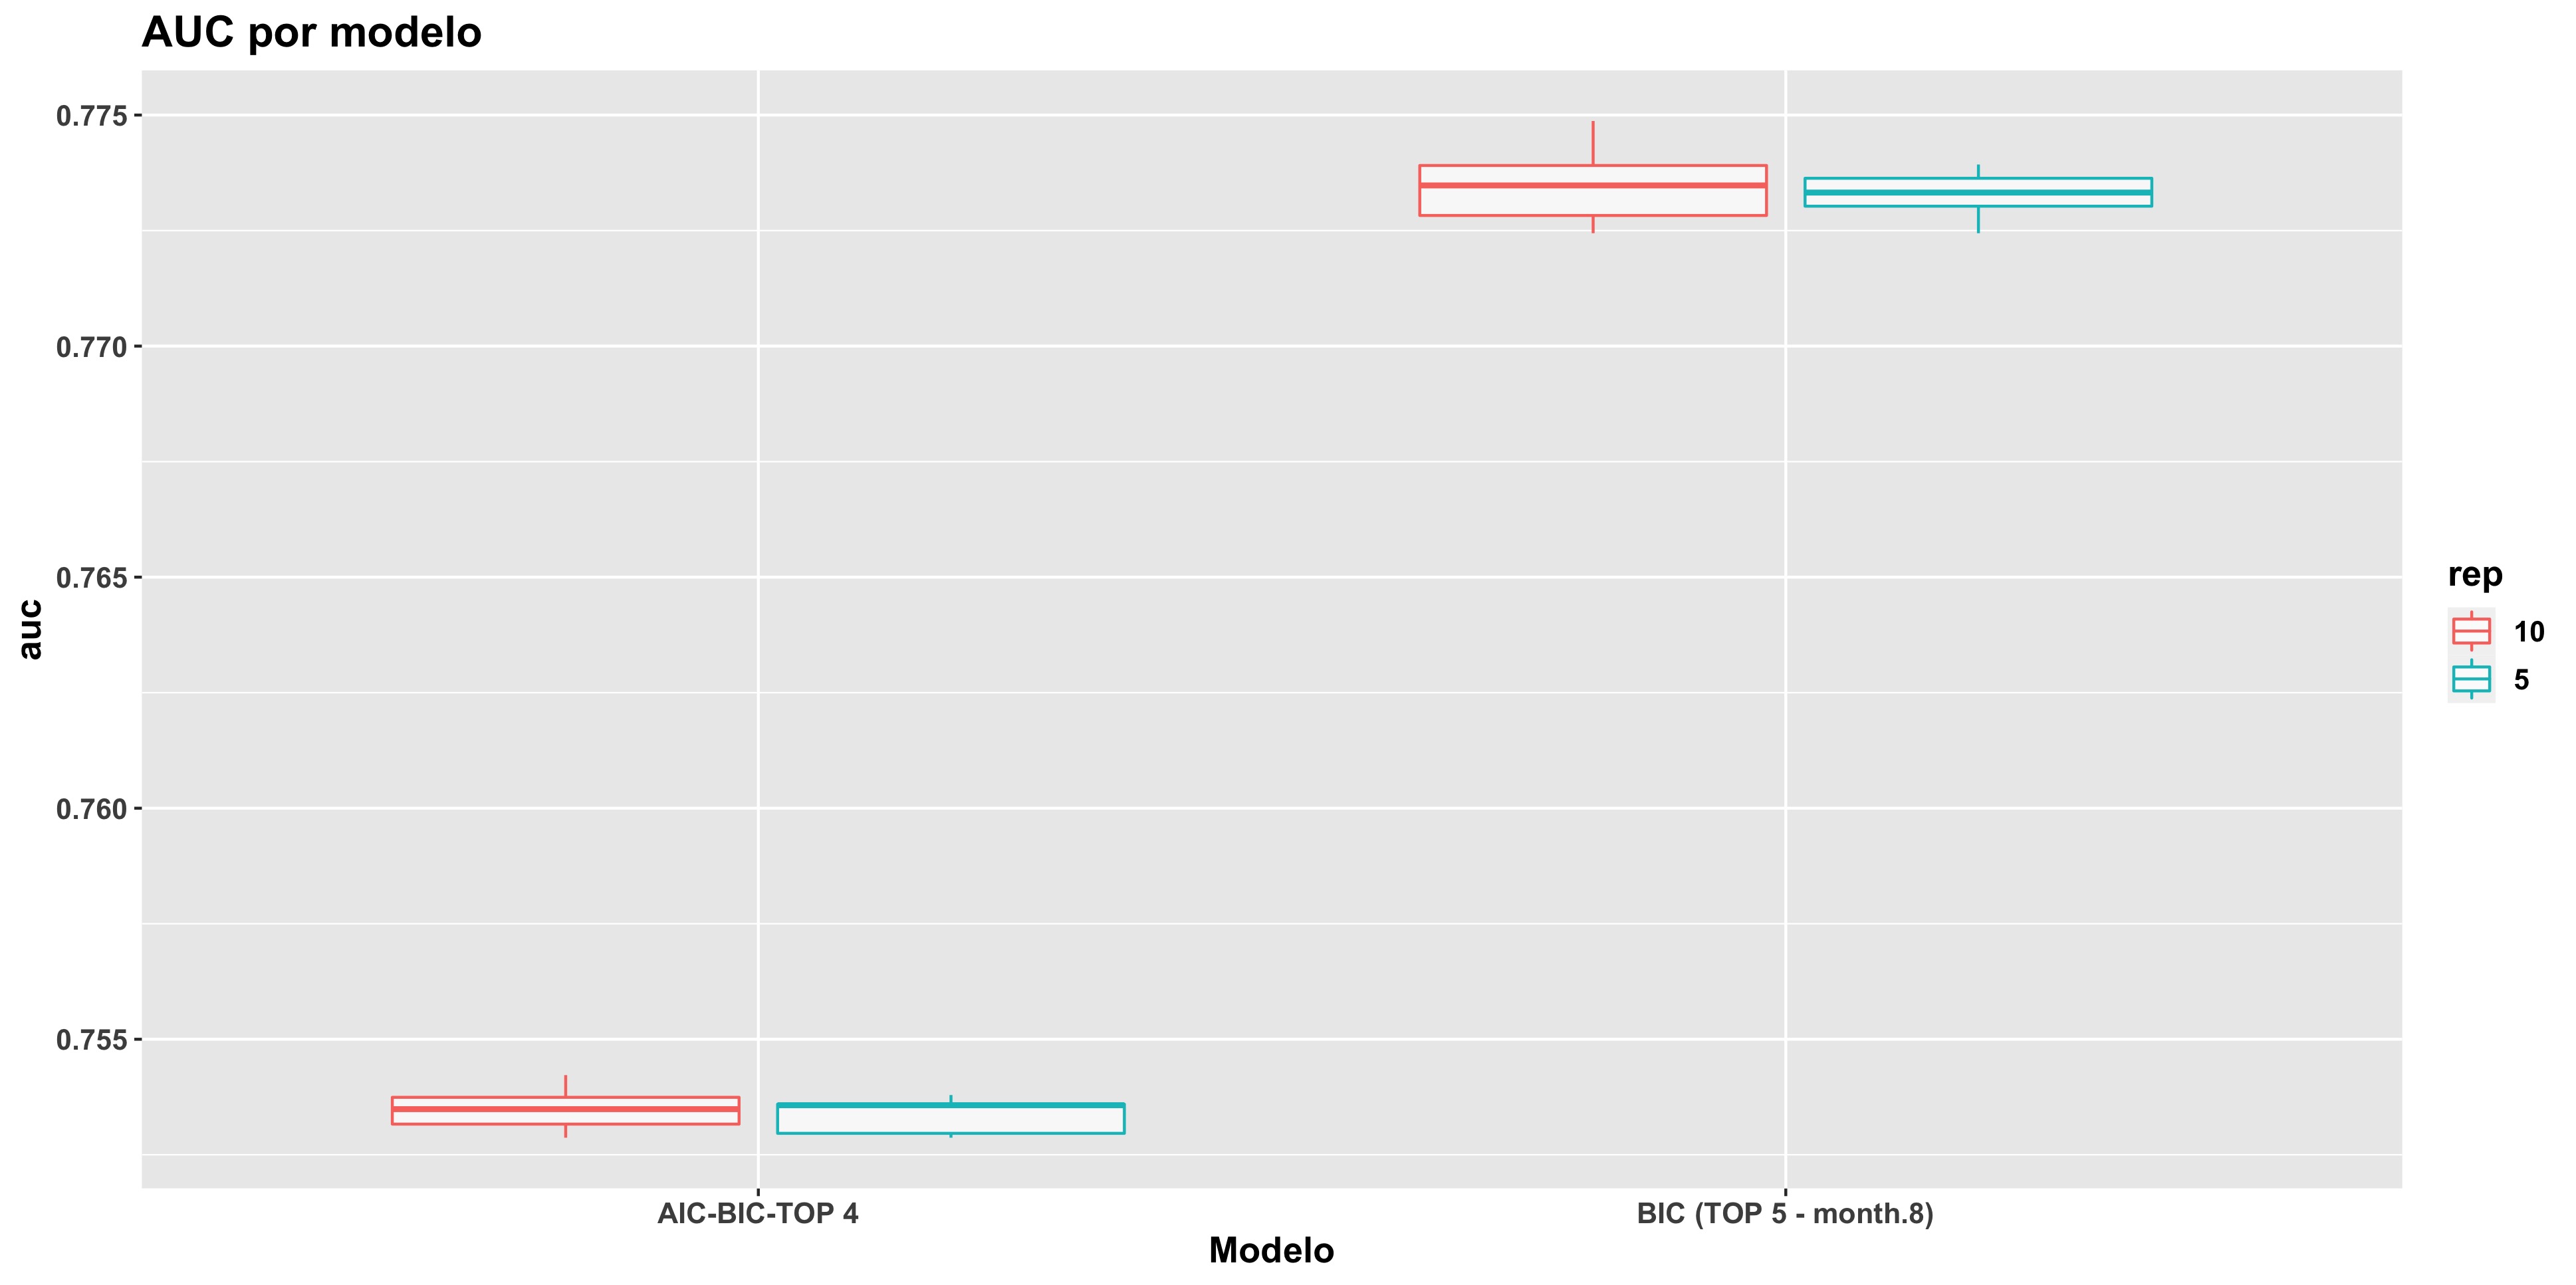 AUC por modelo
auc
0.775
0.770
0.765
0.760
0.755
AIC-BIC-TOP 4
BIC (TOP 5 - month.8)
Modelo
rep
10
5